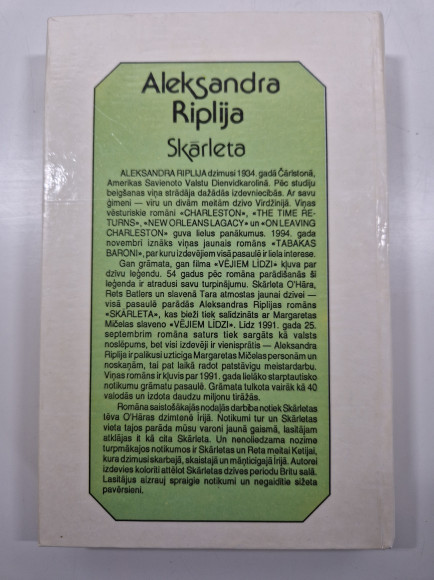 Aleksandra
Riplija
Skārleta
ALEKSANDRA RIPLIJA dzimusi 1934. gadā Čārlstonā,
Amerikas Savienoto Valstu Dienvidkarolinā. Pēc studiju
beigšanas viņa strādāja dažādās izdevniecībās. Ar savu
ģimeni — vīru un divām meitām dzīvo Virdžīnijā. Viņas
vēsturiskie romāni «CHARLESTON», «THE TIME RE-
TURNS», «NEW ORLEANS LAGACY» un «ON LEAVING
CHARLESTON» guva lielus panākumus. 1994. gada
novembrī iznāks viņas jaunais romāns «TABAKAS
BARONI», par kuru izdevējiem visā pasaulē ir liela interese.
Gan grāmata, gan filma «VĒJIEM LĪDZI» kļuva par
dzīvu leģendu. 54 gadus pēc romāna parādīšanās šī
leģenda ir atradusi savu turpinājumu. Skārleta O'Hāra,
Rets Batlers un slavenā Tara atmostas jaunai dzīvei —
visā pasaulē parādās Aleksandras Riplijas romāns
«SKĀRLETA», kas bieži tiek salīdzināts ar Margaretas
Mičelas slaveno «VĒJIEM LĪDZI». Līdz 1991. gada 25.
septembrim romāna saturs tiek sargāts kā valsts
noslēpums, bet visi izdevēji ir vienisprātis — Aleksandra
Riplija ir palikusi uzticīga Margaretas Mičelas personām un
noskaņām, tai pat laikā radot patstāvīgu meistardarbu.
Viņas romāns ir kļuvis par 1991. gada lielāko starptautisko
notikumu grāmatu pasaulē. Grāmata tulkota vairāk kā 40
valodās un izdota daudzu miljonu tirāžās.
Romāna saistošākajās nodaļās darbība notiek Skārletas
tēva O'Hāras dzimtenē Īrijā. Notikumi tur un Skārletas
vieta tajos parāda mūsu varoni jaunā gaismā, lasītājam
atklājas it kā cita Skārleta. Un nenoliedzama nozīme
turpmākajos notikumos ir Skārletas un Reta meitai Ketijai,
kura dzimusi skarbajā, skaistajā un māņticīgajā Īrijā. Autorei
izdevies kolorīti attēlot Skārletas dzīves periodu Britu salā.
Lasītājus aizrauj spraigie notikumi un negaidītie sižeta
pavērsieni.